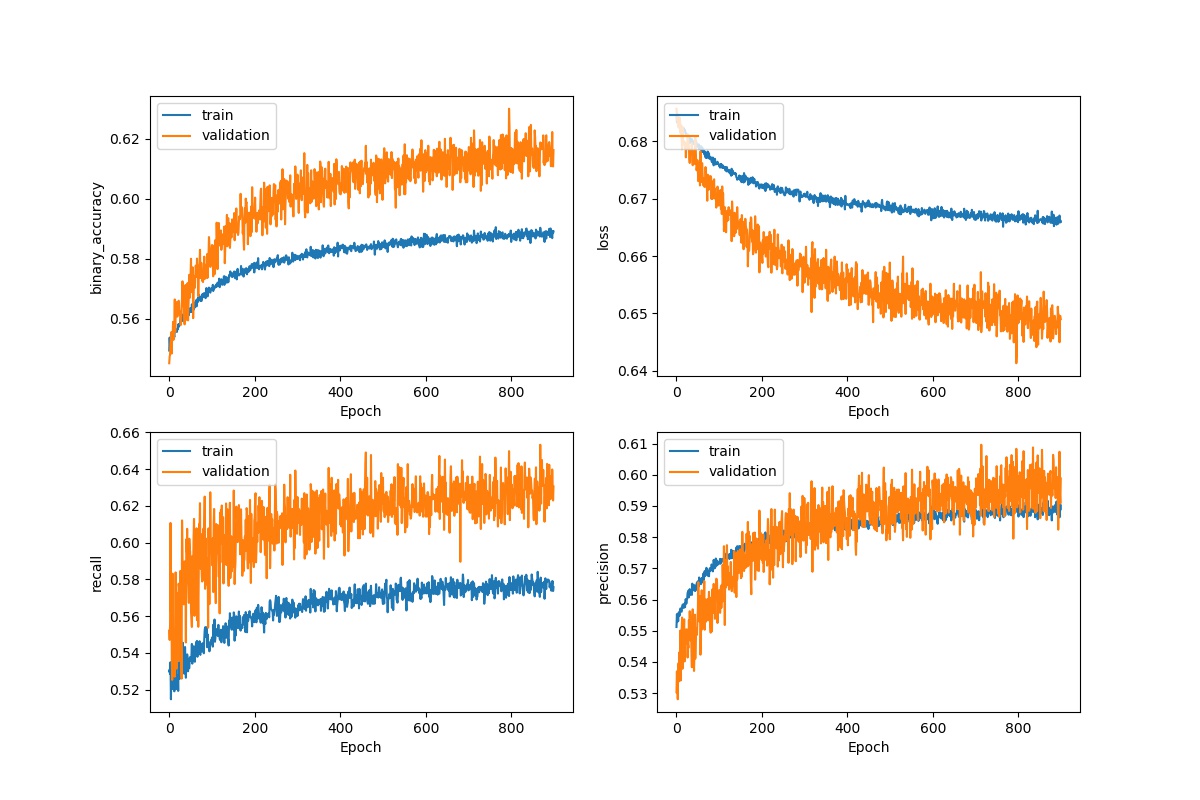 train
validation
0.62
0.60
0.58
0.56
binary_accuracy
0 200 400 600 800
Epoch
train
validation
0.68
0.67
0.66
0.65
0.64
loss
0 200 400 600 800
Epoch
train
validation
0.66
0.64
0.62
0.60
0.58
0.56
0.54
0.52
recall
0 200 400 600 800
Epoch
train
validation
0.61
0.60
0.59
0.58
0.57
0.56
0.55
0.54
0.53
precision
0 200 400 600 800
Epoch